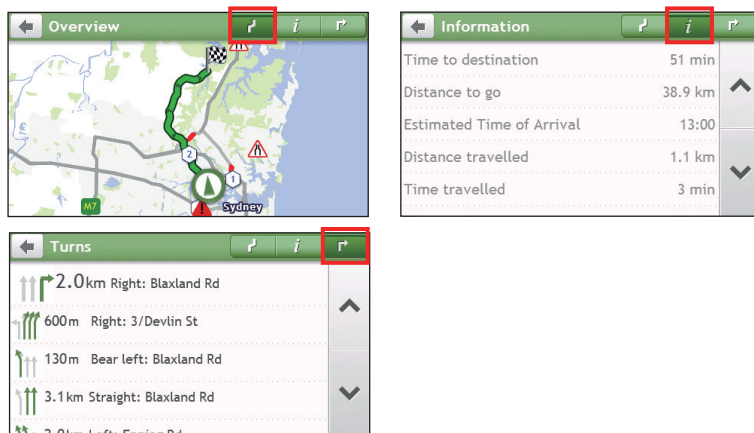 Overview
i
2
1
M7
Sydney
Information
i
Time to destination 51 min
Distance to go 38.9 km
Estimated Time of Arrival 13:00
Distance travelled 1.1 km
Time travelled 3 min
Turns
i
2.0km Right: Blaxland Rd
600m Right: 3/Devlin St
130m Bear left: Blaxland Rd
3.1km Straight: Blaxland Rd